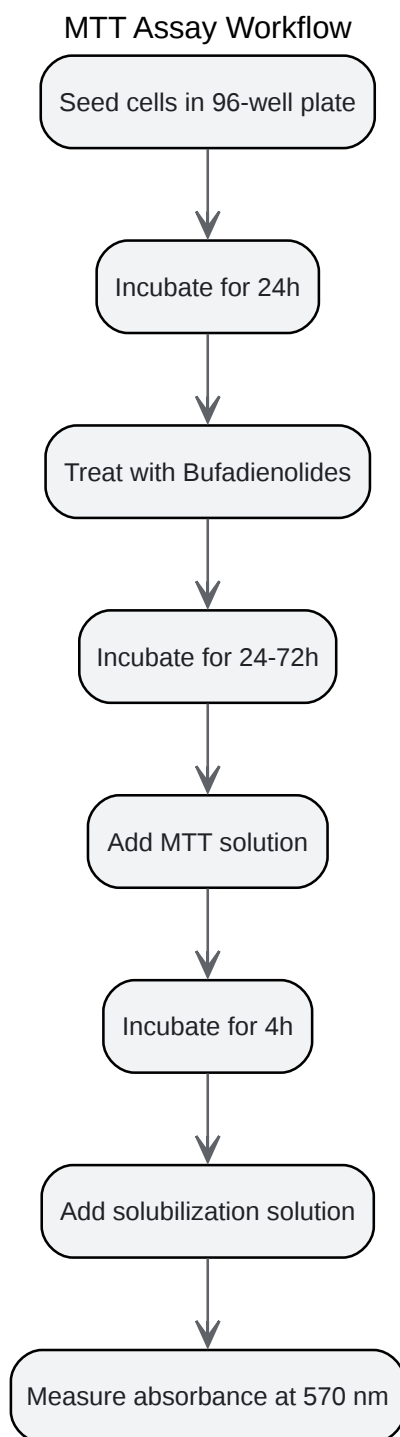 MTT Assay Workflow
Seed cells in 96-well plate
Incubate for 24h
Treat with Bufadienolides
Incubate for 24-72h
Add MTT solution
Incubate for 4h
Add solubilization solution
Measure absorbance at 570 nm